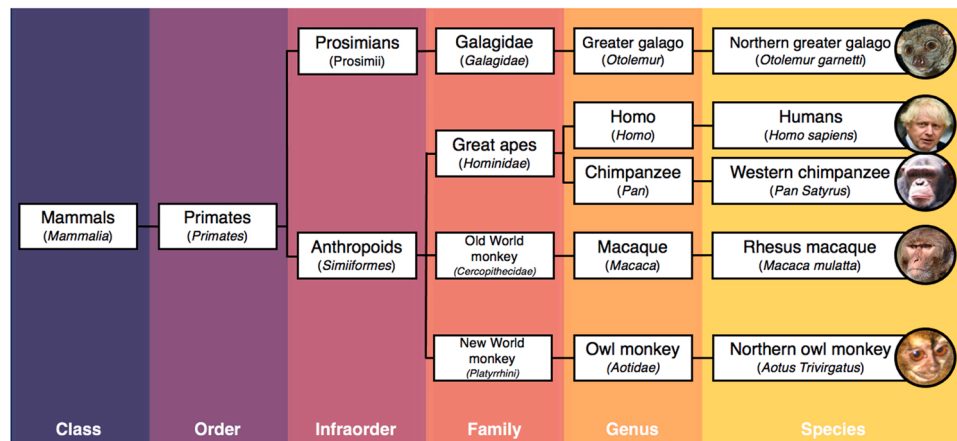 Prosimians
(Prosimii)
Galagidae
(Galagidae)
Greater galago
(Otolemur)
Northern greater galago
(Otolemur garnetti)
Homo
(Homo)
Humans
(Homo sapiens)
Great apes
(Hominidae)
Chimpanzee
(Pan)
Western chimpanzee
(Pan Satyrus)
Mammals
(Mammalia)
Primates
(Primates)
Anthropoids
(Simiiformes)
Old World
monkey
(Cercopithecidae)
Macaque
(Macaca)
Rhesus macaque
(Macaca mulatta)
New World
monkey
(Platyrrhini)
Owl monkey
(Aotidae)
Northern owl monkey
(Aotus Trivirgatus)
Class
Order
Infraorder
Family
Genus
Species